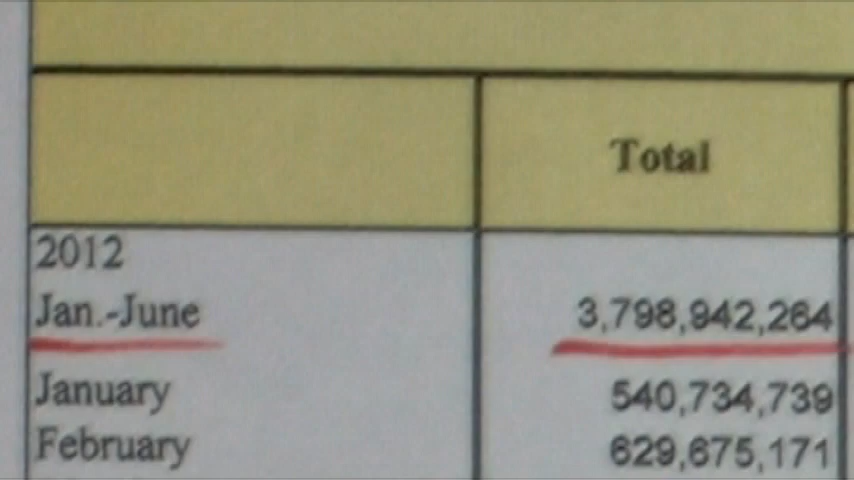 Total
2012
Jan.-June 3,798,942,264
January 540,734,739
February 629,675,171